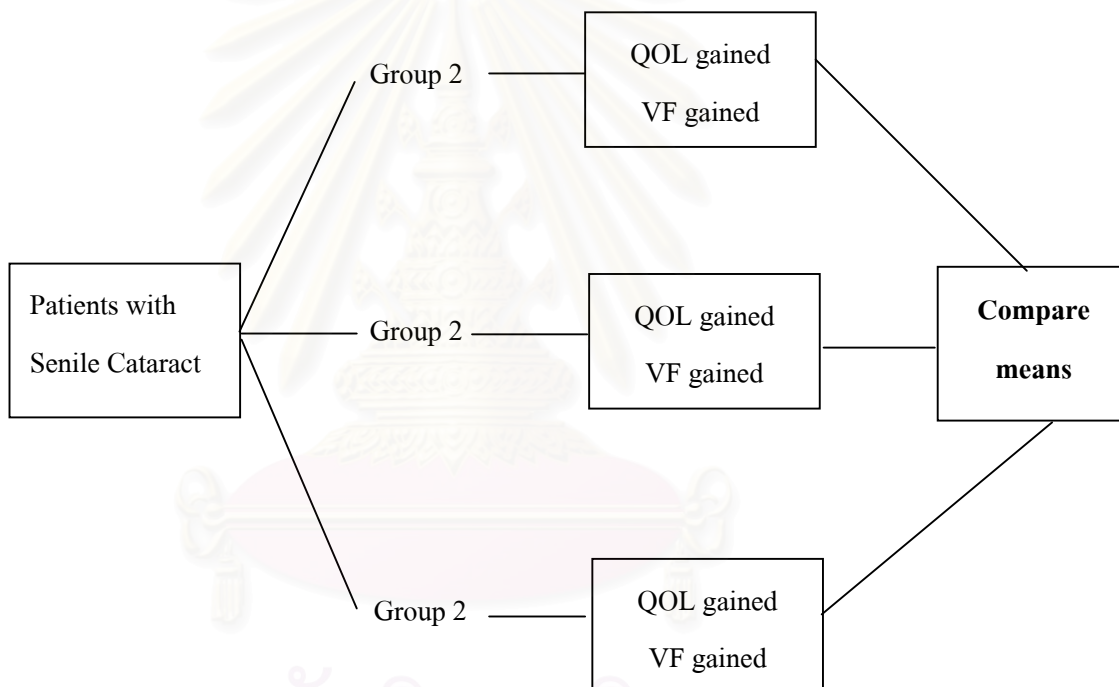 Group 2
QOL gained
VF gained
Patients with
Senile Cataract
Group 2
QOL gained
VF gained
Compare
means
Group 2
QOL gained
VF gained